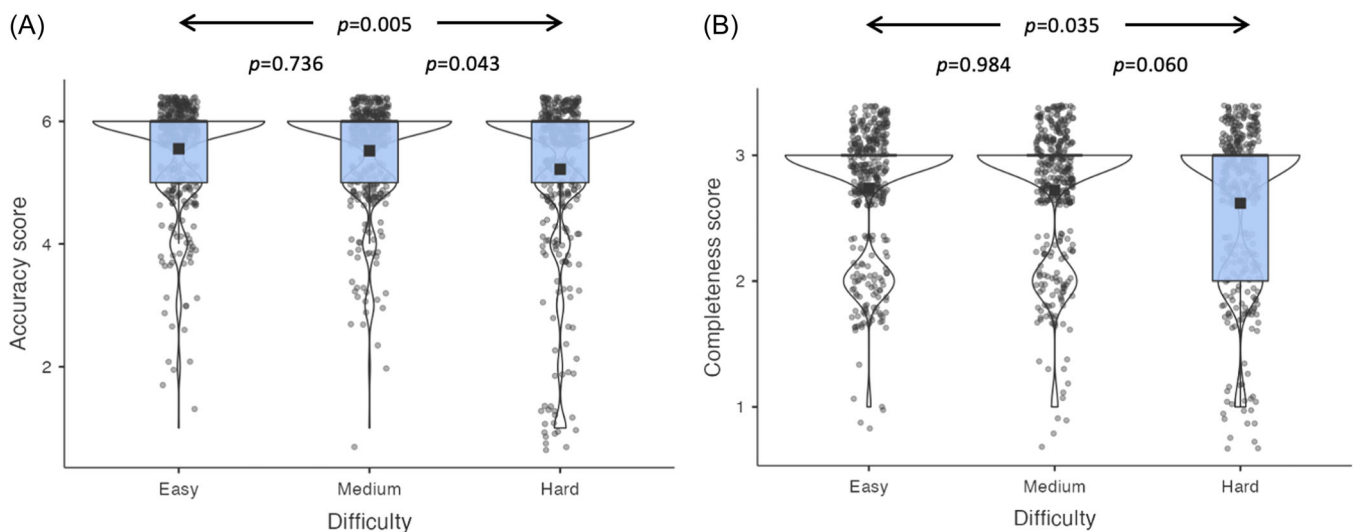 (A)
p=0.005
p=0.736
p=0.043
Accuracy score
6
4
2
Easy
Medium
Hard
Difficulty
(B)
p=0.035
p=0.984
p=0.060
Completeness score
3
2
1
Easy
Medium
Hard
Difficulty